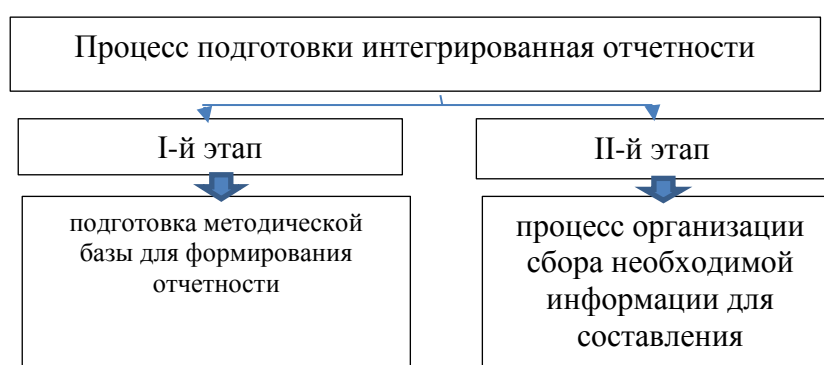 Процесс подготовки интегрированная отчетности
I-й этап
II-й этап
подготовка методической
базы для формирования
отчетности
процесс организации
сбора необходимой
информации для
составления